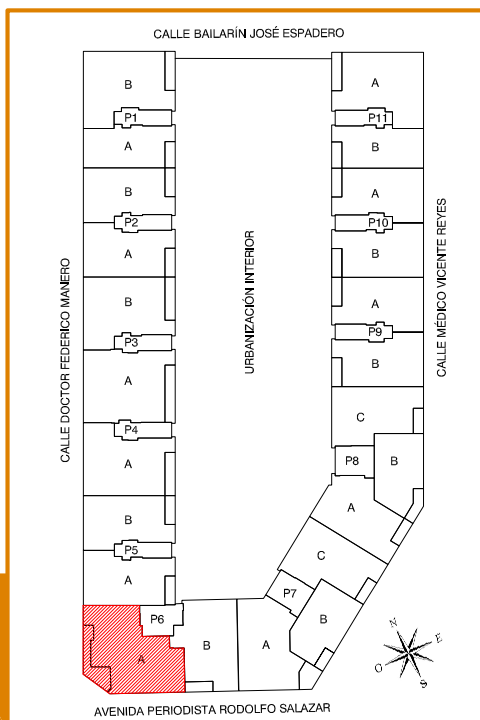 CALLE BAILARÍN JOSÉ ESPADERO
B
A
P1
P11
A
B
B
A
P2
P10
A
B
B
A
P3
P9
A
B
P4
A
C
B
P8
B
A
P5
A
C
P7
P6
B
A
B
A
CALLE DOCTOR FEDERICO MANERO
URBANIZACIÓN INTERIOR
CALLE MÉDICO VICENTE REYES
N
E
O
S
AVENIDA PERIODISTA RODOLFO SALAZAR